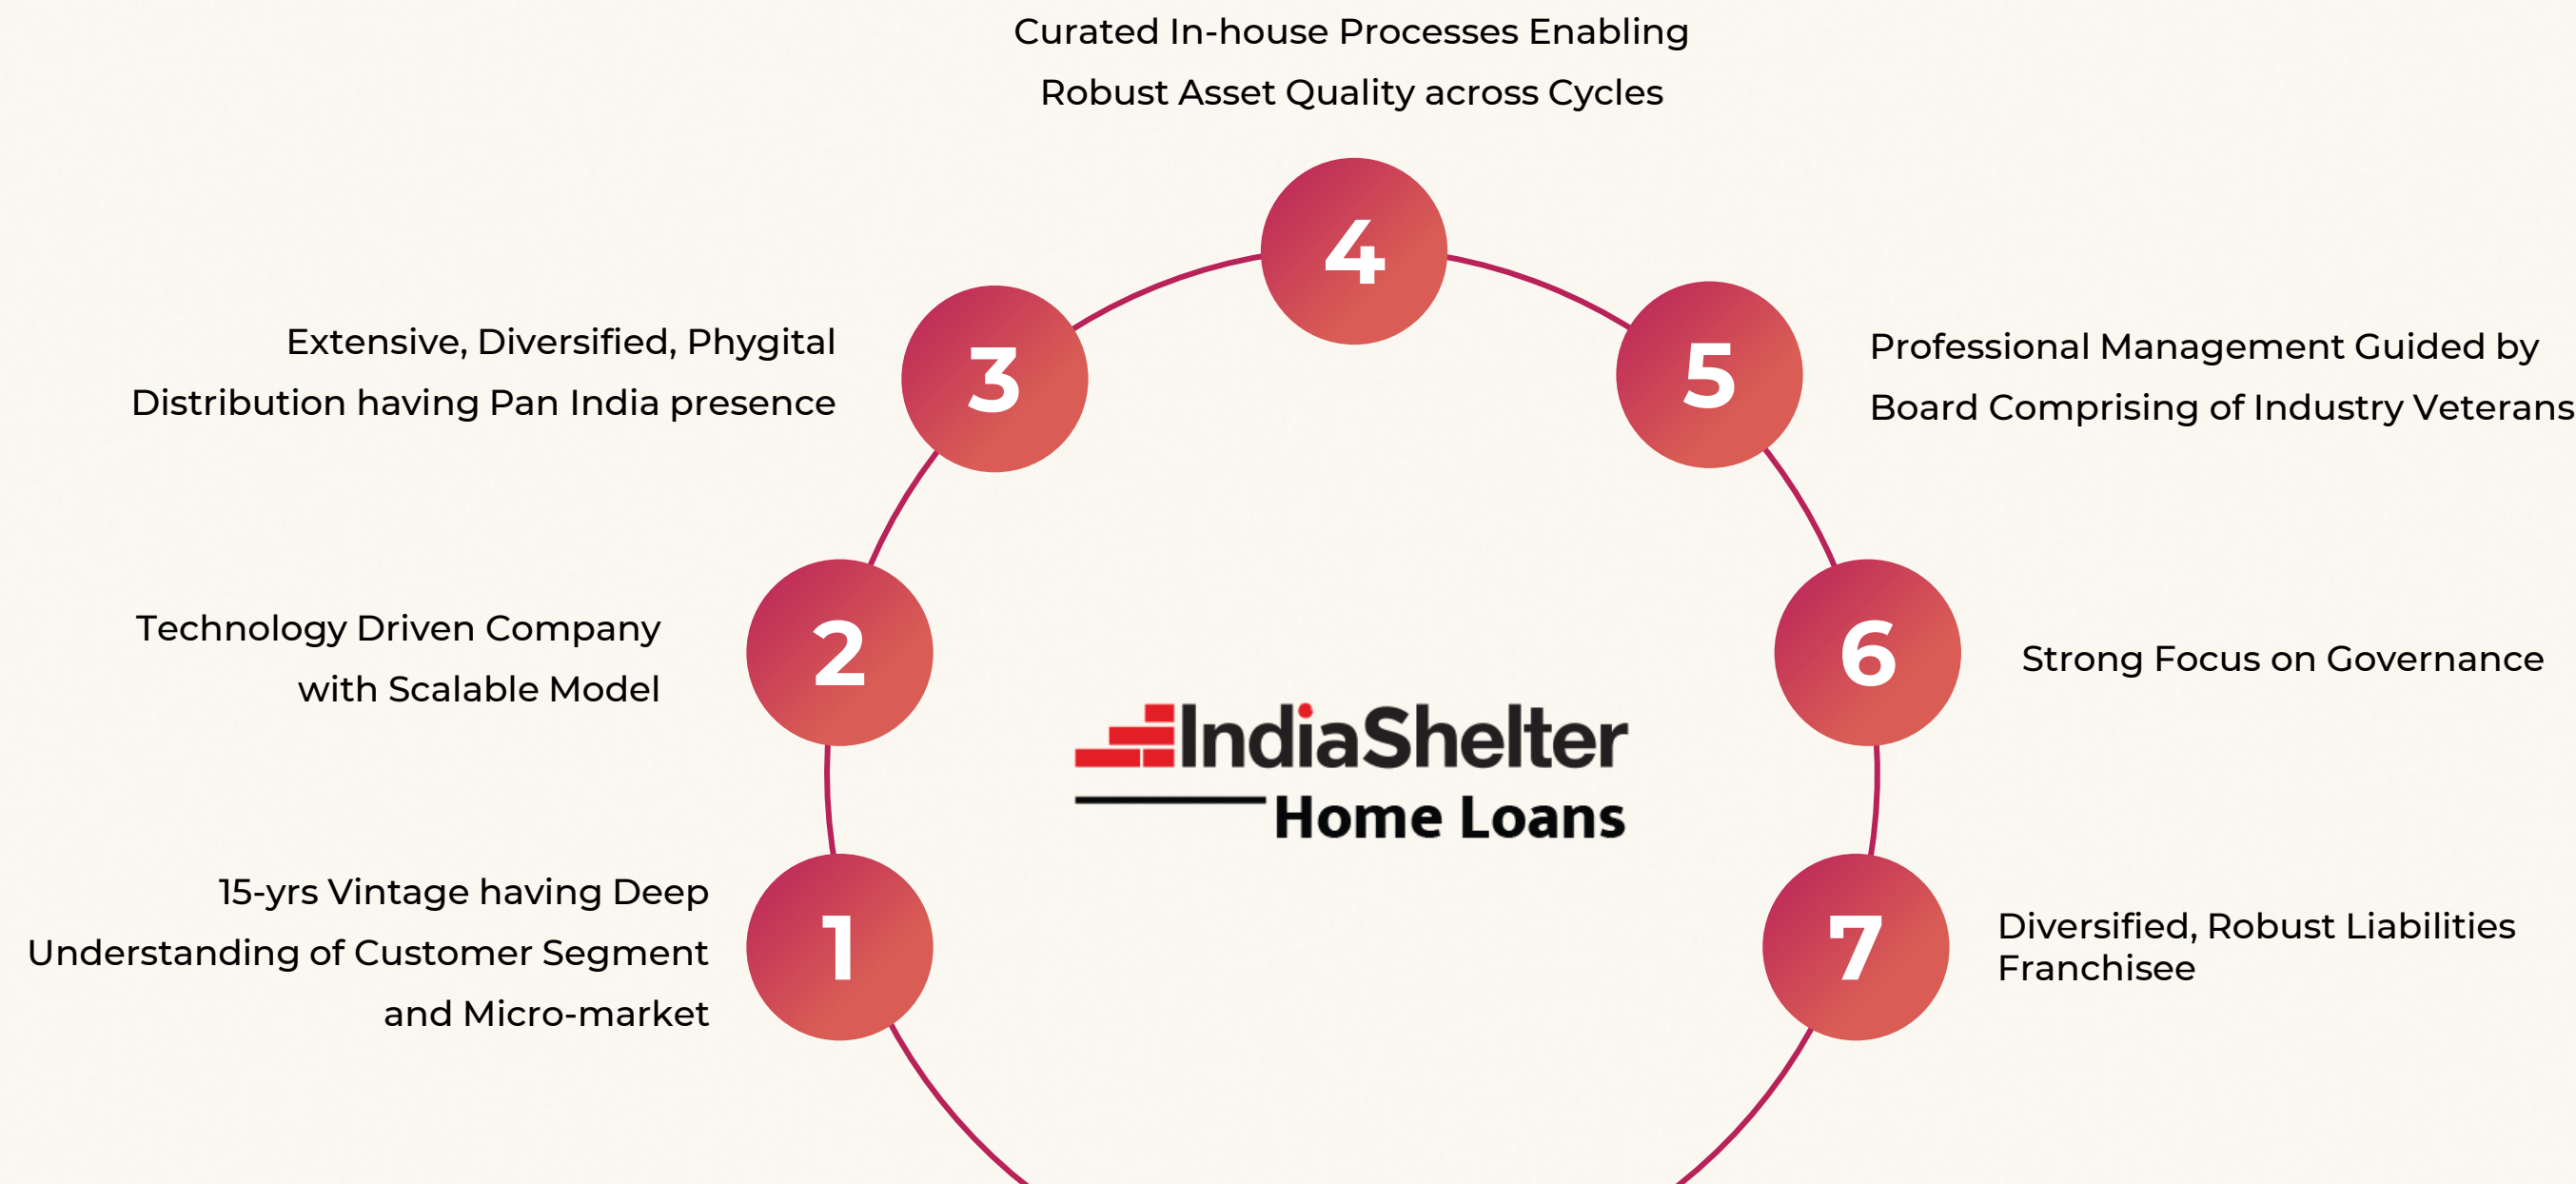 Curated In-house Processes Enabling
Robust Asset Quality across Cycles
4
3
Extensive, Diversified, Phygital
Distribution having Pan India presence
5
Professional Management Guided by
Board Comprising of Industry Veterans
2
Technology Driven Company
with Scalable Model
6
Strong Focus on Governance
IndiaShelter
Home Loans
1
15-yrs Vintage having Deep
Understanding of Customer Segment
and Micro-market
7
Diversified, Robust Liabilities
Franchisee